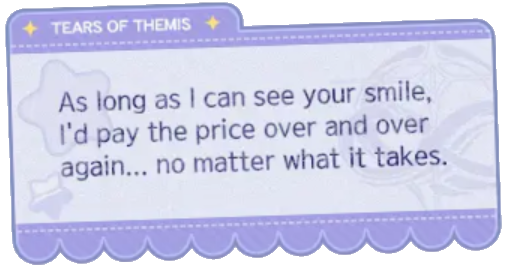 TEARS OF THEMIS
As long as I can see your smile,
I'd pay the price over and over
again... no matter what it takes.